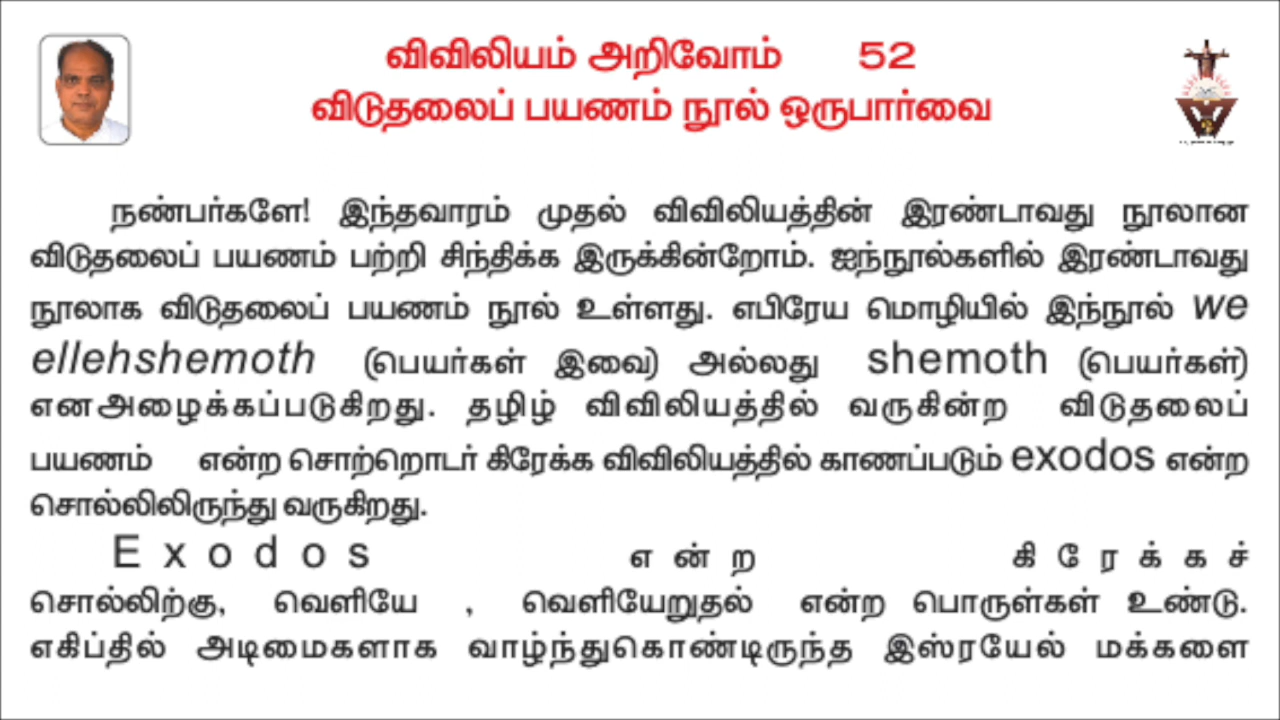 விவிலியம் அறிவோம் 52
விடுதலைப் பயணம் நூல் ஒருபார்வை
நண்பர்களே! இந்தவாரம் முதல் விவிலியத்தின் இரண்டாவது நூலான
விடுதலைப் பயணம் பற்றி சிந்திக்க இருக்கின்றோம். ஐந்நூல்களில் இரண்டாவது
நூலாக விடுதலைப் பயணம் நூல் உள்ளது. எபிரேய மொழியில் இந்நூல் we
ellehshemoth (பெயர்கள் இவை) அல்லது shemoth (பெயர்கள்)
எனஅழைக்கப்படுகிறது. தமிழ் விவிலியத்தில் வருகின்ற விடுதலைப்
பயணம் என்ற சொற்றொடர் கிரேக்க விவிலியத்தில் காணப்படும் exodos என்ற
சொல்லிலிருந்து வருகிறது.
Exodos என்ற கிரேக்கச்
சொல்லிற்கு, வெளியே , வெளியேறுதல் என்ற பொருள்கள் உண்டு.
எகிப்தில் அடிமைகளாக வாழ்ந்துகொண்டிருந்த இஸ்ரயேல் மக்களை